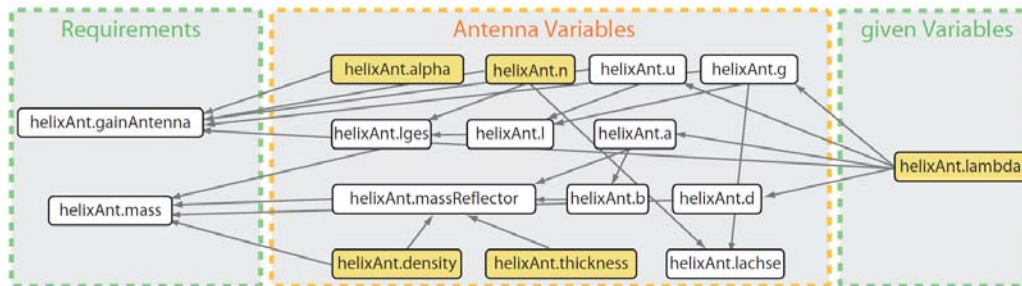 Requirements
Antenna Variables
given Variables
helixAnt.alpha
helixAnt.n
helixAnt.u
helixAnt.g
helixAnt.gainAntenna
helixAnt.lges
helixAnt.l
helixAnt.a
helixAnt.lambda
helixAnt.mass
helixAnt.massReflector
helixAnt.b
helixAnt.d
helixAnt.density
helixAnt.thickness
helixAnt.lachse